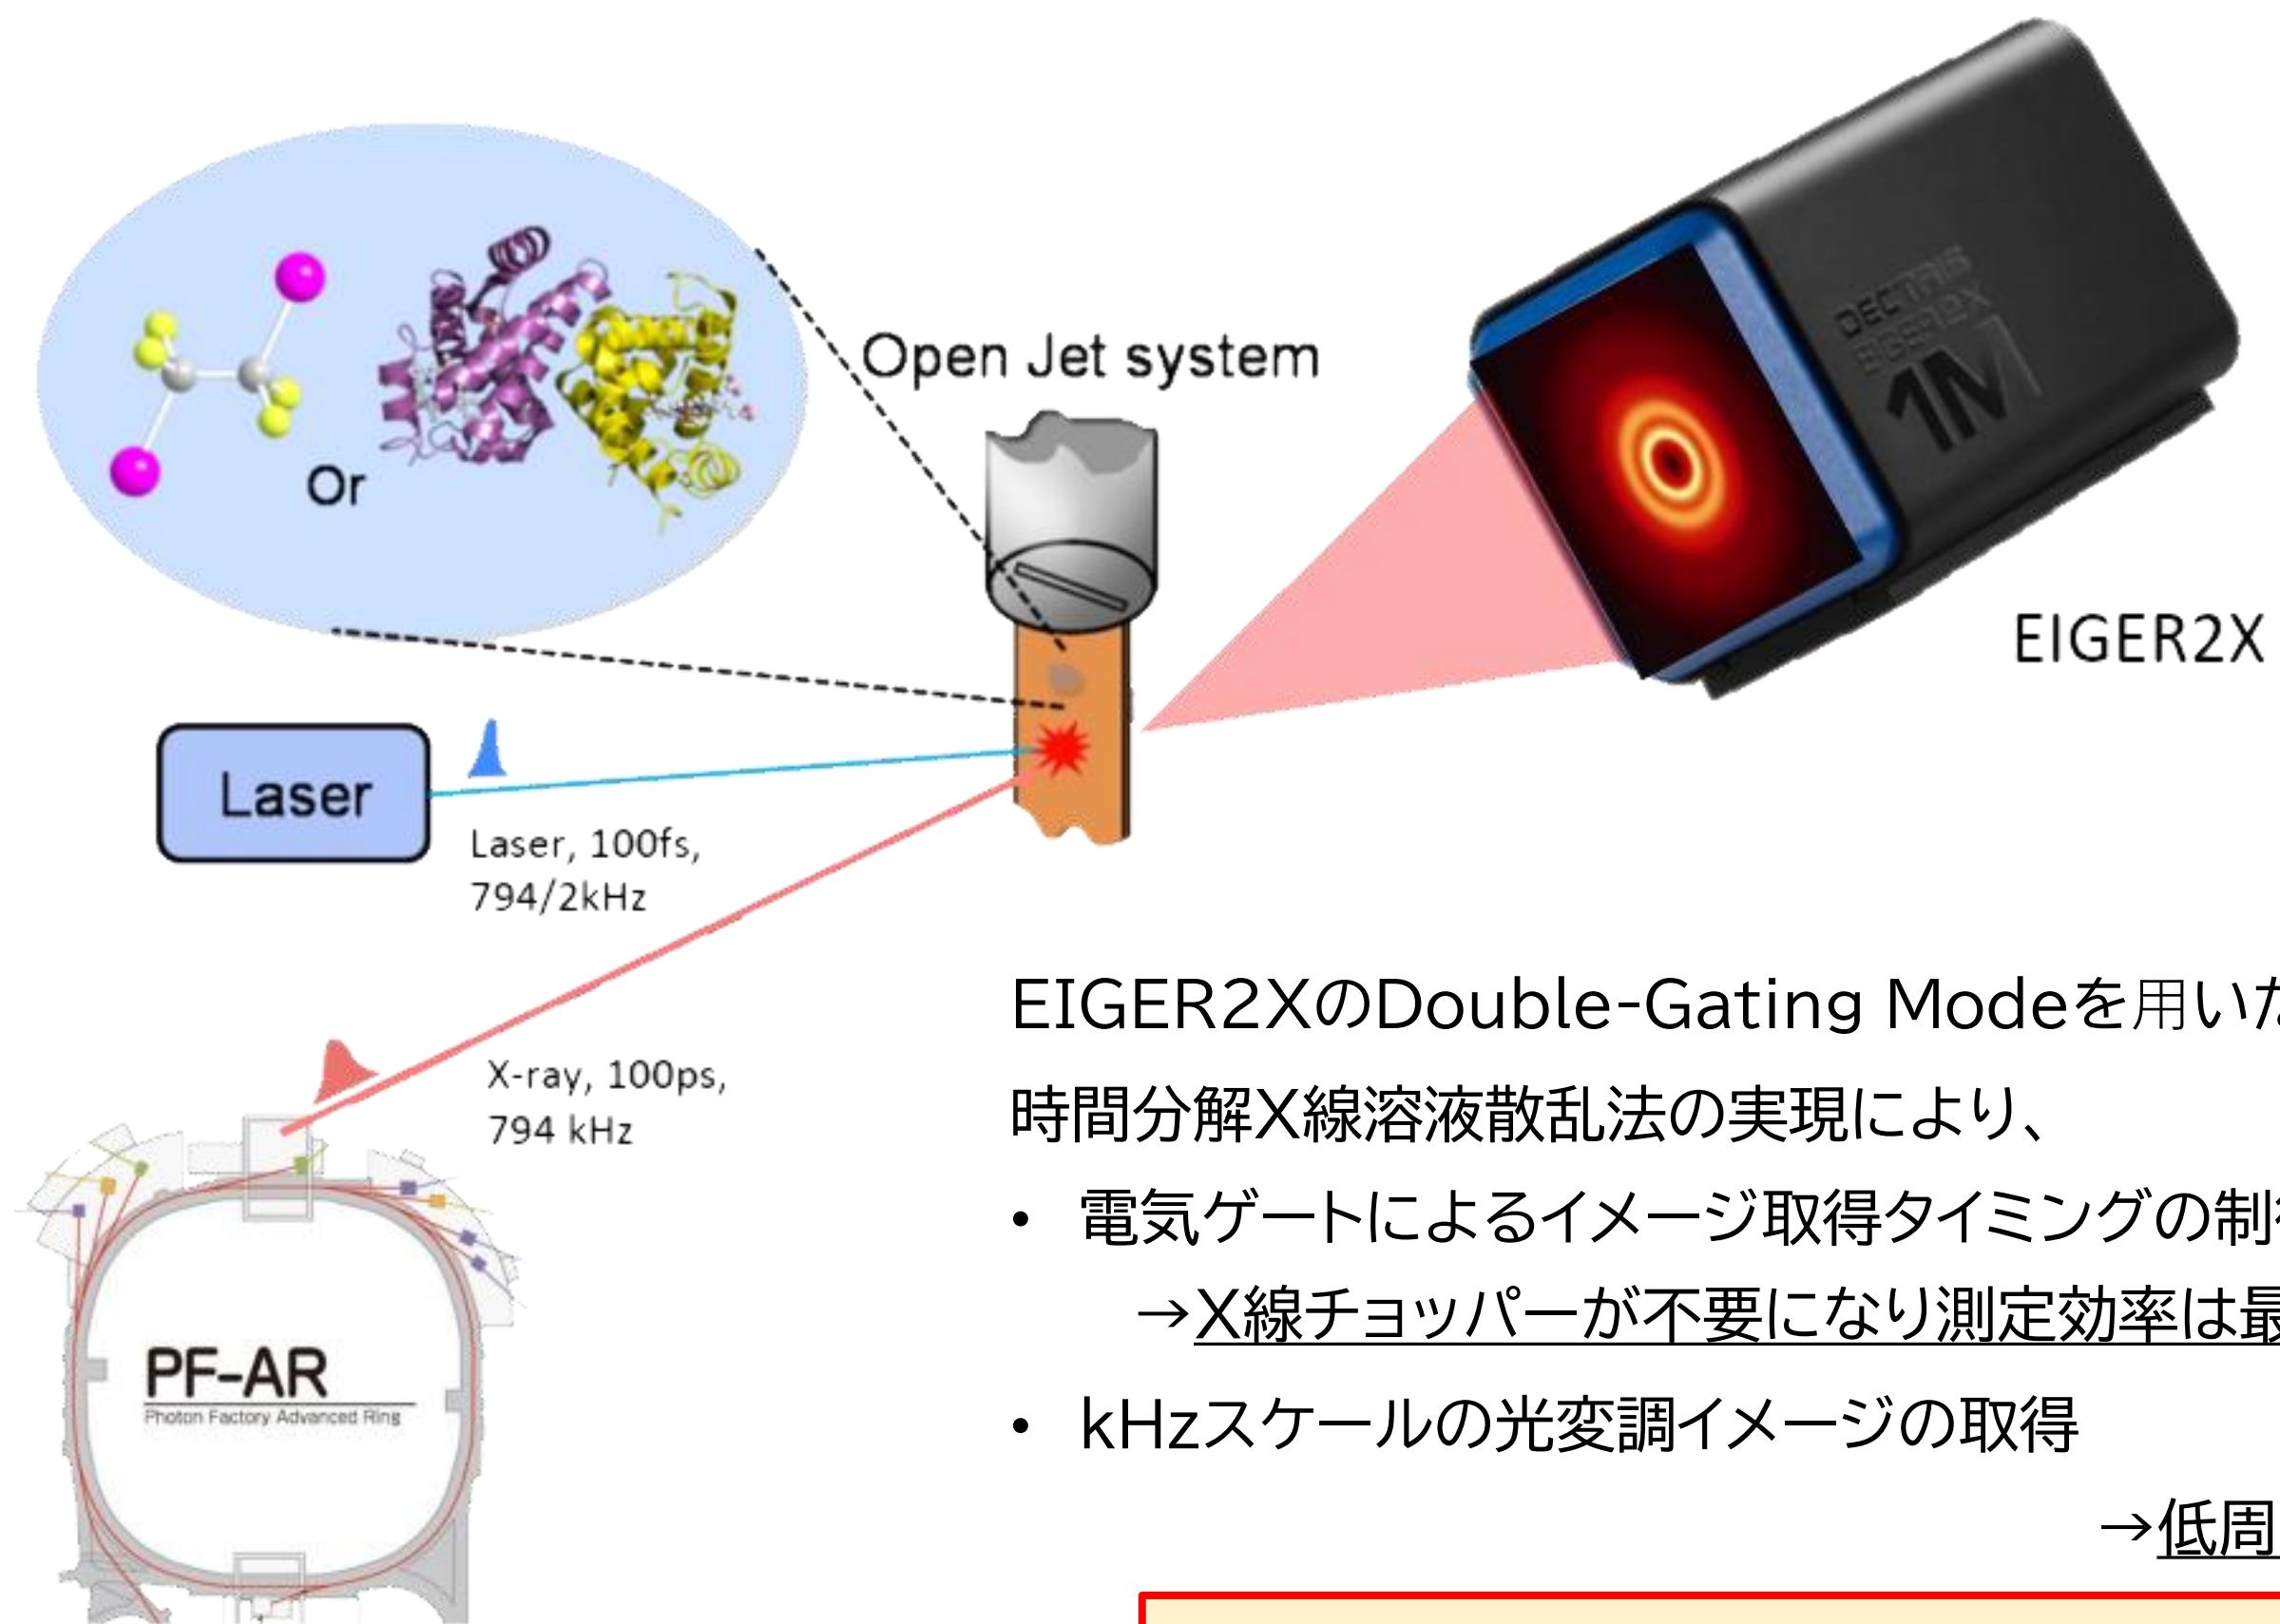 Open Jet system
DECTRIS
EIGER2X
1M
Or
EIGER2X
Laser
Laser, 100fs,
794/2kHz
X-ray, 100ps,
794 kHz
PF-AR
Photon Factory Advanced Ring
EIGER2XのDouble-Gating Modeを用い
時間分解X線溶液散乱法の実現により、
• 電気ゲートによるイメージ取得タイミングの制
→X線チョッパーが不要になり測定効率は最
• kHzスケールの光変調イメージの取得
→低周